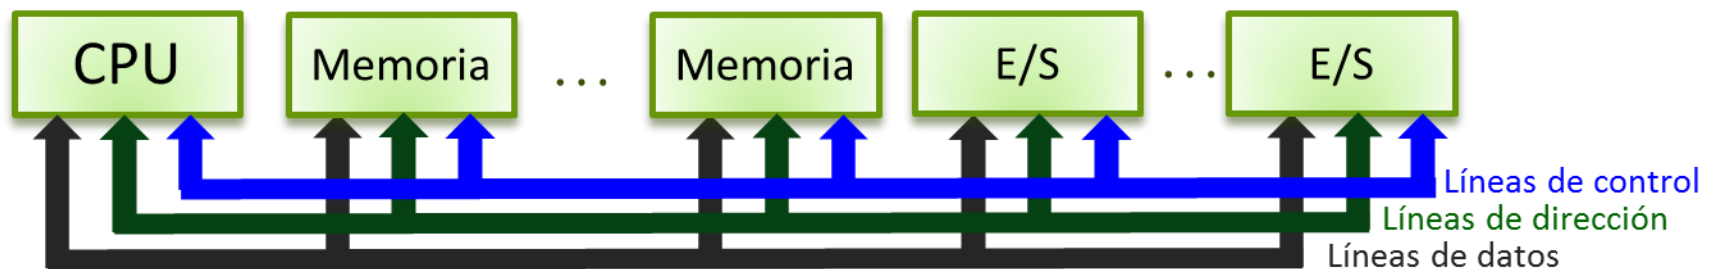 CPU
Memoria
...
Memoria
E/S
...
E/S
Líneas de control
Líneas de dirección
Líneas de datos